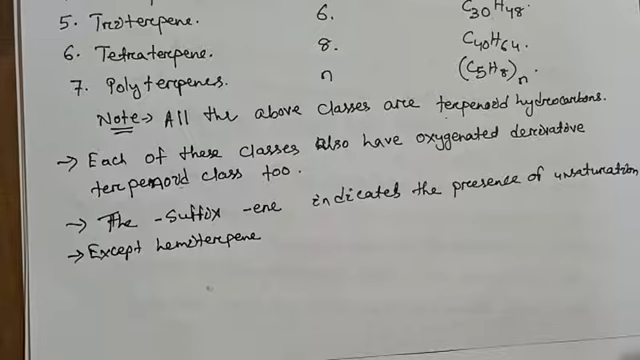 5. Triterpene. 6. C30H48.
6. Tetraterpene. 8. C40H64.
7. Polyterpenes. n (C5H8)n.
Note → All the above classes are terpenoid hydrocarbons.
→ Each of these classes also have oxygenated derivative
terpenoid class too.
→ The -Suffix -ene indicates the presence of unsaturation
→ Except hemiterpene